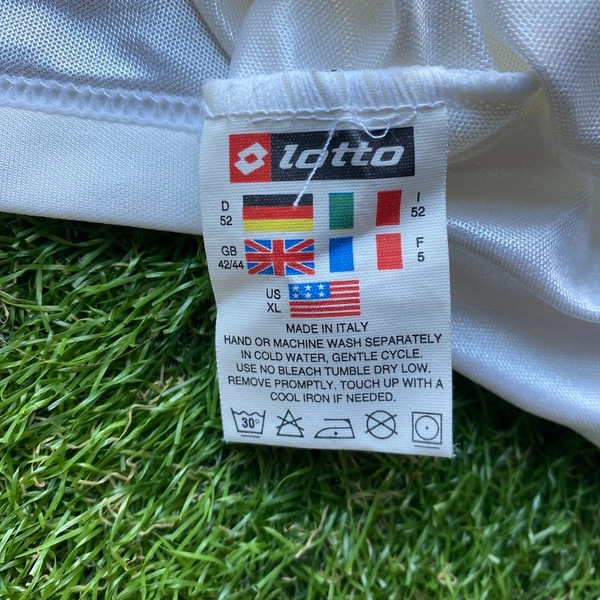 lotto
D
52
I
52
GB
42/44
F
5
US
XL
MADE IN ITALY
HAND OR MACHINE WASH SEPARATELY
IN COLD WATER, GENTLE CYCLE.
USE NO BLEACH TUMBLE DRY LOW.
REMOVE PROMPTLY. TOUCH UP WITH A
COOL IRON IF NEEDED.
30°